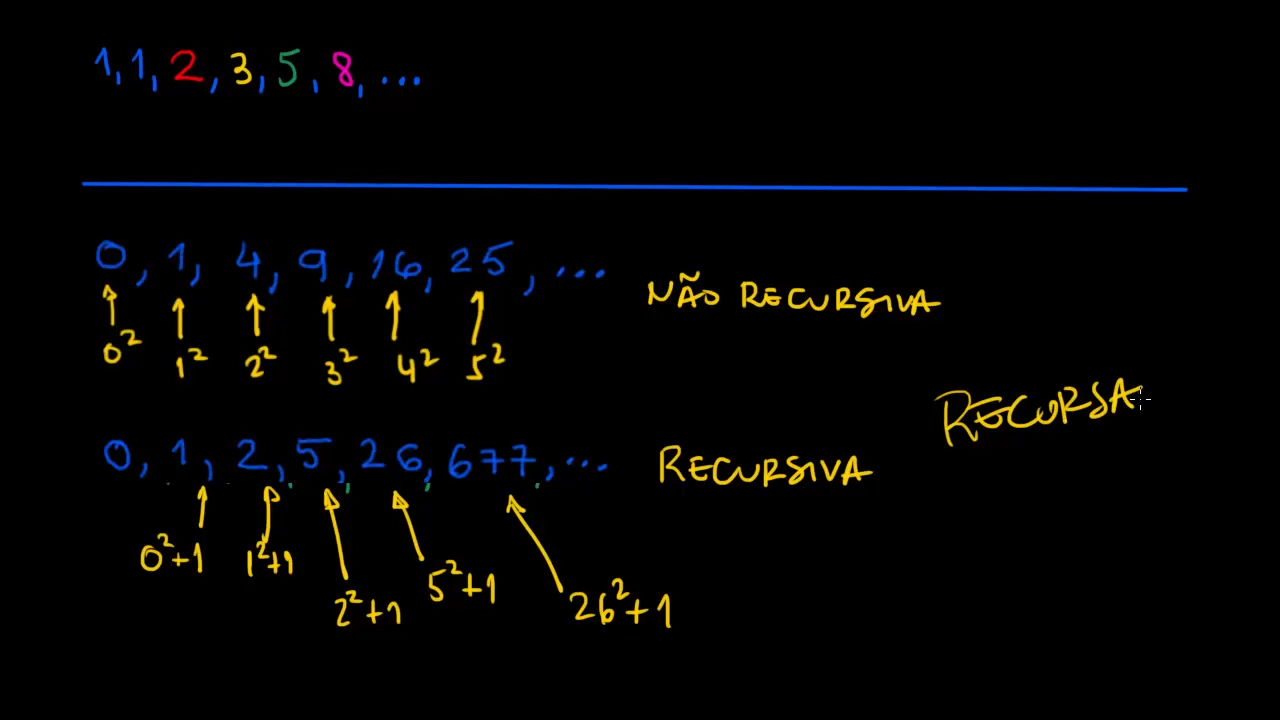 1, 1, 2, 3, 5, 8, ...
0, 1, 4, 9, 16, 25, ...
NÃO RECURSIVA
0² 1² 2² 3² 4² 5²
RECURSA
0, 1, 2, 5, 26, 677, ...
RECURSIVA
0²+1 1²+1 2²+1 5²+1 26²+1